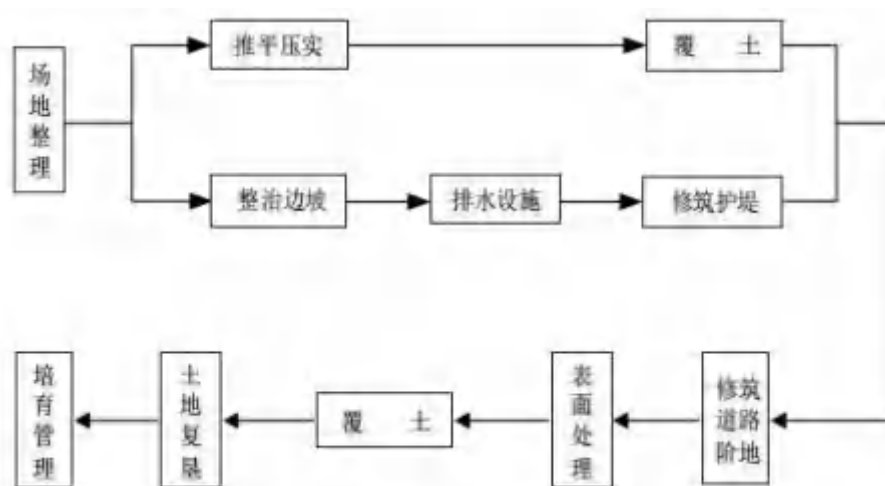 场地整理
推平压实
覆 土
整治边坡
排水设施
修筑护堤
修筑
道路
阶地
表面处理
覆 土
土地复垦
培育管理